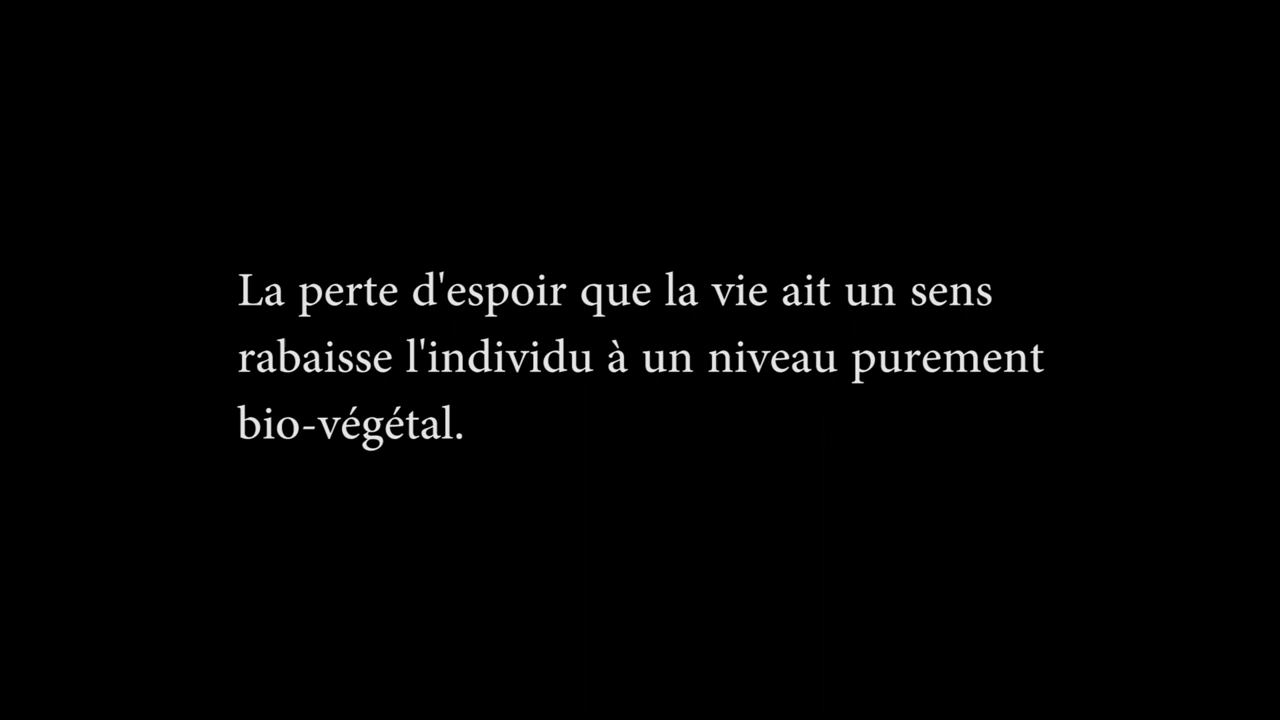 La perte d'espoir que la vie ait un sens
rabaisse l'individu à un niveau purement
bio-végétal.